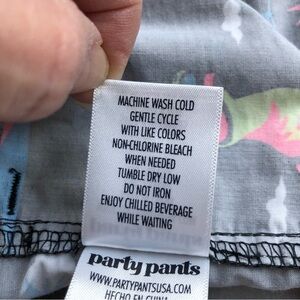 MACHINE WASH COLD
GENTLE CYCLE
WITH LIKE COLORS
NON-CHLORINE BLEACH
WHEN NEEDED
TUMBLE DRY LOW
DO NOT IRON
ENJOY CHILLED BEVERAGE
WHILE WAITING
party pants
WWW.PARTYPANTSUSA.COM
HECHO EN CHINA